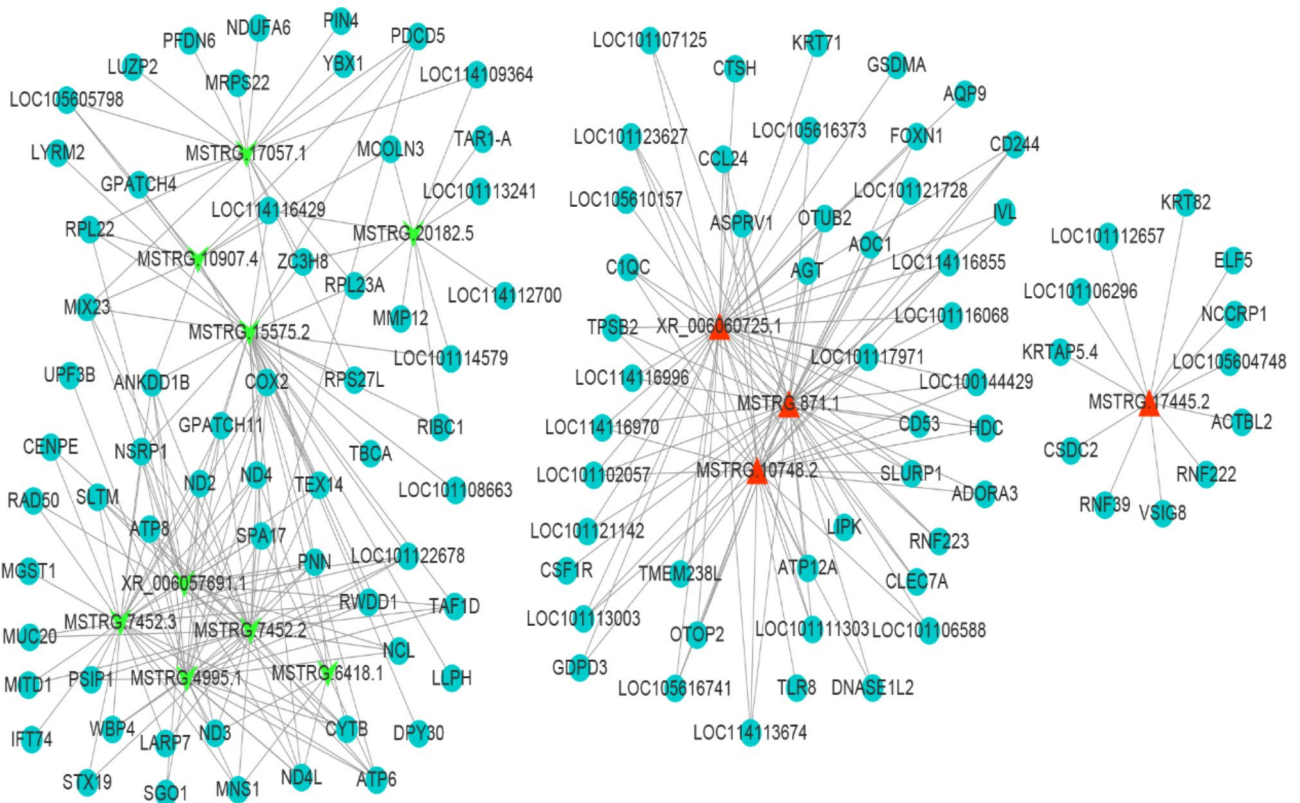 PIN4
NDUFA6
PFDN6
PDCD5
LUZP2
YBX1
MRPS22
LOC114109364
LOC105605798
TAR1-A
LYRM2
MSTRG.17057.1
MCOLN3
GPATCH4
LOC101113241
LOC114116429
RPL22
MSTRG.20182.5
MSTRG.10907.4
ZC3H8
RPL23A
LOC114112700
MIX23
MMP12
MSTRG.15575.2
LOC101114579
UPF3B
ANKDD1B
COX2
RPS27L
GPATCH11
RIBC1
CENPE
NSRP1
TBCA
RAD50
SLTM
ND2
ND4
TEX14
LOC101108663
ATP8
SPA17
MGST1
XR_006057691.1
PNN
LOC101122678
MSTRG.7452.3
RWDD1
TAF1D
MUC20
MSTRG.7452.2
NCL
MITD1
PSIP1
MSTRG.4995.1
MSTRG.6418.1
LLPH
IFT74
WBP4
LARP7
ND3
CYTB
DPY30
STX19
SGO1
MNS1
ND4L
ATP6
LOC101107125
KRT71
CTSH
GSDMA
AQP9
LOC101123627
LOC105616373
FOXN1
CD244
CCL24
LOC105610157
LOC101121728
ASPRV1
OTUB2
IVL
AOC1
C1QC
AGT
LOC114116855
TPSB2
XR_006060725.1
LOC101116068
LOC114116996
LOC101117971
LOC100144429
MSTRG.871.1
LOC114116970
CD53
HDC
LOC101102057
MSTRG.10748.2
SLURP1
ADORA3
LOC101121142
LIPK
RNF223
CSF1R
TMEM238L
ATP12A
CLEC7A
LOC101113003
OTOP2
LOC101111303
LOC101106588
GDPD3
LOC105616741
TLR8
DNASE1L2
LOC114113674
KRT82
LOC101112657
ELF5
LOC101106296
NCCRP1
KRTAP5.4
LOC105604748
MSTRG.17445.2
ACTBL2
CSDC2
RNF222
RNF39
VSIG8